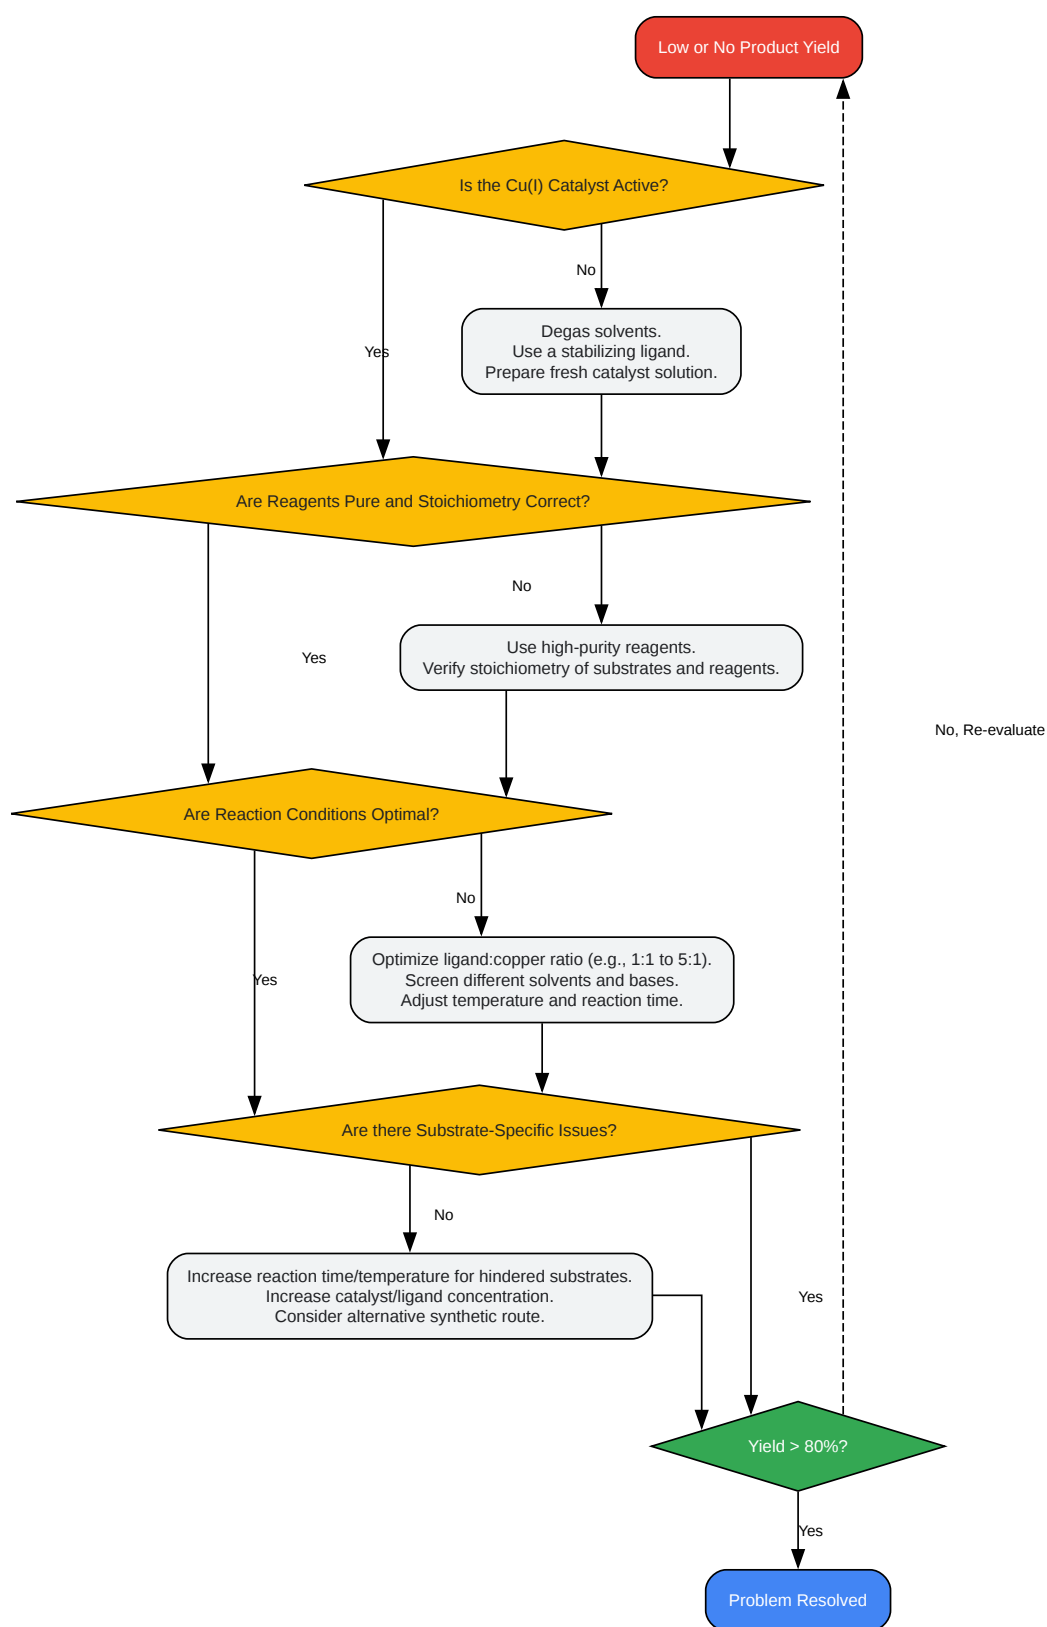 Low or No Product Yield
Is the Cu(I) Catalyst Active?
No
Degas solvents.
Use a stabilizing ligand.
Prepare fresh catalyst solution.
Yes
Are Reagents Pure and Stoichiometry Correct?
No
Use high-purity reagents.
Verify stoichiometry of substrates and reagents.
Yes
No, Re-evaluate
Are Reaction Conditions Optimal?
No
Optimize ligand:copper ratio (e.g., 1:1 to 5:1).
Screen different solvents and bases.
Adjust temperature and reaction time.
Yes
Are there Substrate-Specific Issues?
No
Increase reaction time/temperature for hindered substrates.
Increase catalyst/ligand concentration.
Consider alternative synthetic route.
Yes
Yield > 80%?
Yes
Problem Resolved